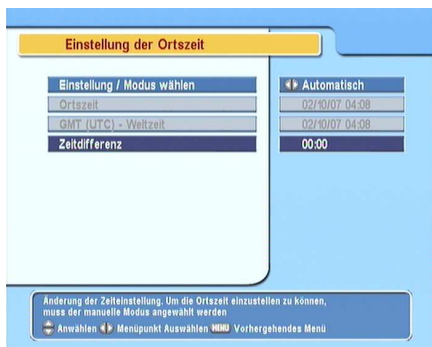 Einstellung der Ortszeit
Einstellung / Modus wählen Automatisch
Ortszeit 02/10/07 04:08
GMT (UTC) - Weltzeit 02/10/07 04:08
Zeitdifferenz 00:00
Änderung der Zeiteinstellung. Um die Ortszeit einzustellen zu können,
muss der manuelle Modus angewählt werden
Anwählen Menüpunkt Auswählen MENU Vorhergehendes Menü